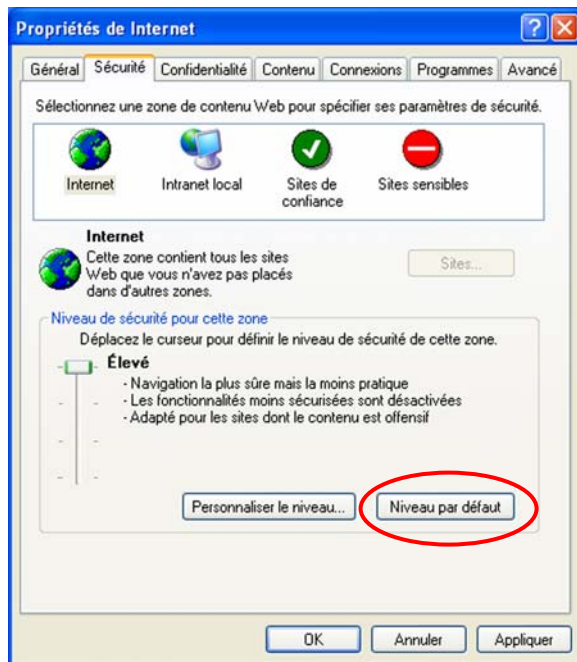 Propriétés de Internet
Général Sécurité Confidentialité Contenu Connexions Programmes Avancé
Sélectionnez une zone de contenu Web pour spécifier ses paramètres de sécurité.
Internet Intranet local Sites de confiance Sites sensibles
Internet
Cette zone contient tous les sites
Web que vous n'avez pas placés
dans d'autres zones.
Sites...
Niveau de sécurité pour cette zone
Déplacez le curseur pour définir le niveau de sécurité de cette zone.
Élevé
- Navigation la plus sûre mais la moins pratique
- Les fonctionnalités moins sécurisées sont désactivées
- Adapté pour les sites dont le contenu est offensif
Personnaliser le niveau... Niveau par défaut
OK Annuler Appliquer